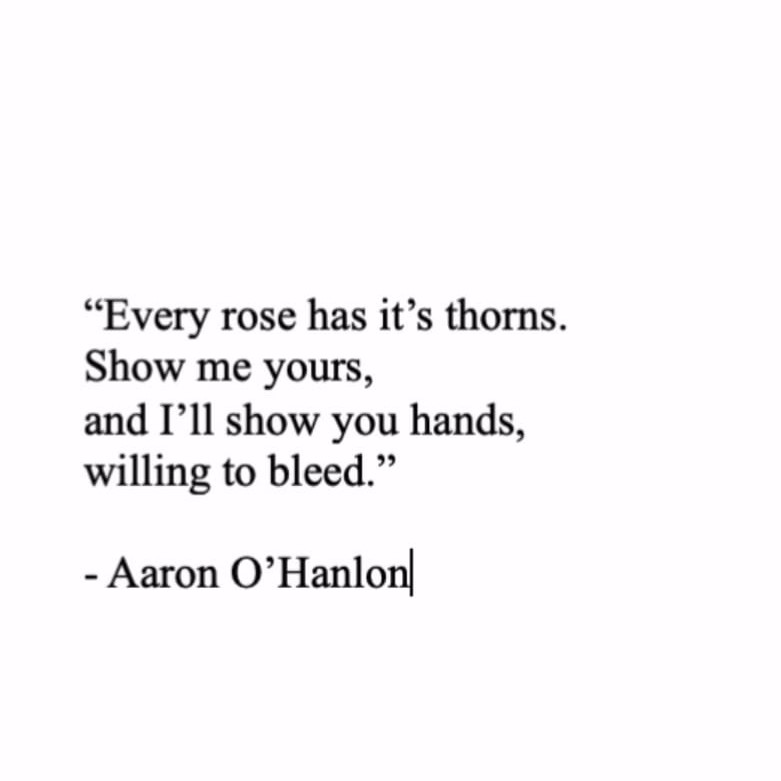 “Every rose has it’s thorns.
Show me yours,
and I’ll show you hands,
willing to bleed.”
- Aaron O’Hanlon